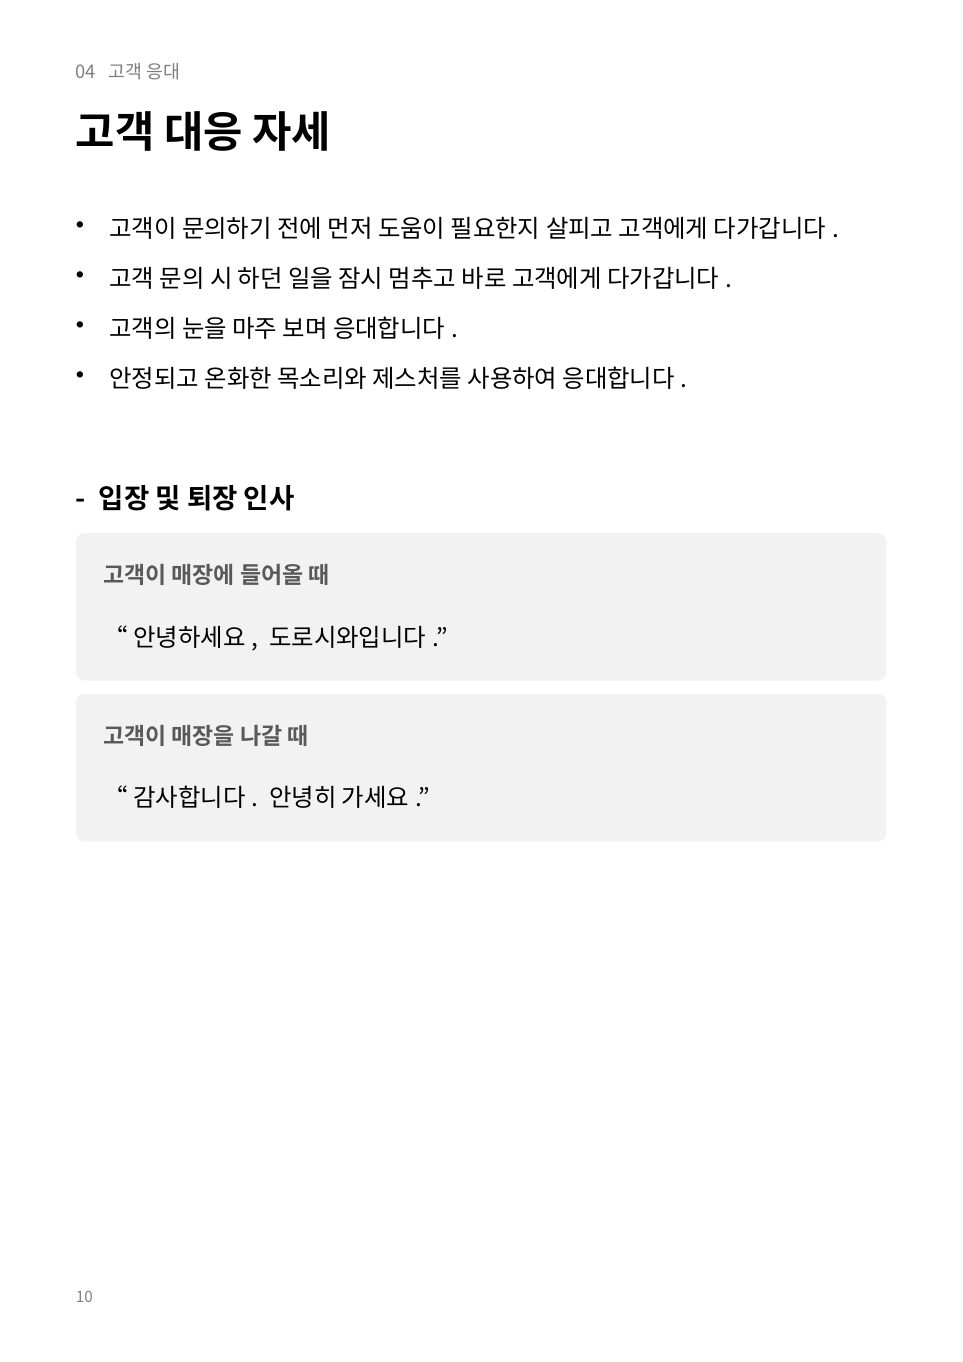 04 고객 응대
고객 대응 자세
• 고객이 문의하기 전에 먼저 도움이 필요한지 살피고 고객에게 다가갑니다 .
• 고객 문의 시 하던 일을 잠시 멈추고 바로 고객에게 다가갑니다 .
• 고객의 눈을 마주 보며 응대합니다 .
• 안정되고 온화한 목소리와 제스처를 사용하여 응대합니다 .
- 입장 및 퇴장 인사
고객이 매장에 들어올 때
“ 안녕하세요 , 도로시와입니다 .”
고객이 매장을 나갈 때
“ 감사합니다 . 안녕히 가세요 .”
10